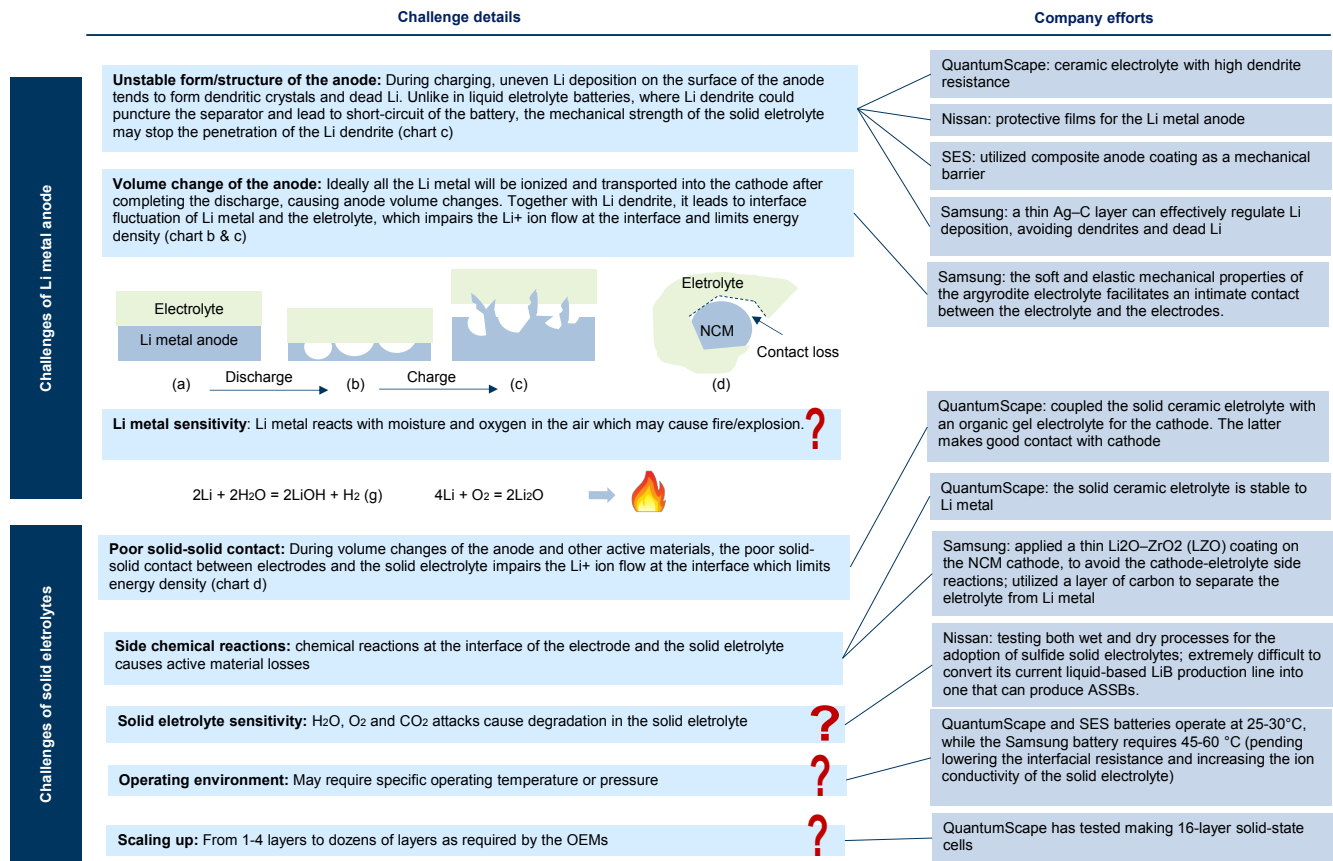 Challenge details
Company efforts
Challenges of Li metal anode
Unstable form/structure of the anode: During charging, uneven Li deposition on the surface of the anode
tends to form dendritic crystals and dead Li. Unlike in liquid eletrolyte batteries, where Li dendrite could
puncture the separator and lead to short-circuit of the battery, the mechanical strength of the solid eletrolyte
may stop the penetration of the Li dendrite (chart c)
Volume change of the anode: Ideally all the Li metal will be ionized and transported into the cathode after
completing the discharge, causing anode volume changes. Together with Li dendrite, it leads to interface
fluctuation of Li metal and the eletrolyte, which impairs the Li+ ion flow at the interface and limits energy
density (chart b & c)
Electrolyte
Li metal anode
Eletrolyte
NCM
Contact loss
(a)
Discharge
(b)
Charge
(c)
(d)
Li metal sensitivity: Li metal reacts with moisture and oxygen in the air which may cause fire/explosion.
?
2Li + 2H2O = 2LiOH + H2 (g)
4Li + O2 = 2Li2O
Challenges of solid eletrolytes
Poor solid-solid contact: During volume changes of the anode and other active materials, the poor solid-
solid contact between electrodes and the solid electrolyte impairs the Li+ ion flow at the interface which limits
energy density (chart d)
Side chemical reactions: chemical reactions at the interface of the electrode and the solid eletrolyte
causes active material losses
Solid eletrolyte sensitivity: H2O, O2 and CO2 attacks cause degradation in the solid eletrolyte
?
Operating environment: May require specific operating temperature or pressure
?
Scaling up: From 1-4 layers to dozens of layers as required by the OEMs
?
QuantumScape: ceramic electrolyte with high dendrite
resistance
Nissan: protective films for the Li metal anode
SES: utilized composite anode coating as a mechanical
barrier
Samsung: a thin Ag–C layer can effectively regulate Li
deposition, avoiding dendrites and dead Li
Samsung: the soft and elastic mechanical properties of
the argyrodite electrolyte facilitates an intimate contact
between the electrolyte and the electrodes.
QuantumScape: coupled the solid ceramic eletrolyte with
an organic gel electrolyte for the cathode. The latter
makes good contact with cathode
QuantumScape: the solid ceramic eletrolyte is stable to
Li metal
Samsung: applied a thin Li2O–ZrO2 (LZO) coating on
the NCM cathode, to avoid the cathode-eletrolyte side
reactions; utilized a layer of carbon to separate the
eletrolyte from Li metal
Nissan: testing both wet and dry processes for the
adoption of sulfide solid electrolytes; extremely difficult to
convert its current liquid-based LiB production line into
one that can produce ASSBs.
QuantumScape and SES batteries operate at 25-30°C,
while the Samsung battery requires 45-60 °C (pending
lowering the interfacial resistance and increasing the ion
conductivity of the solid electrolyte)
QuantumScape has tested making 16-layer solid-state
cells